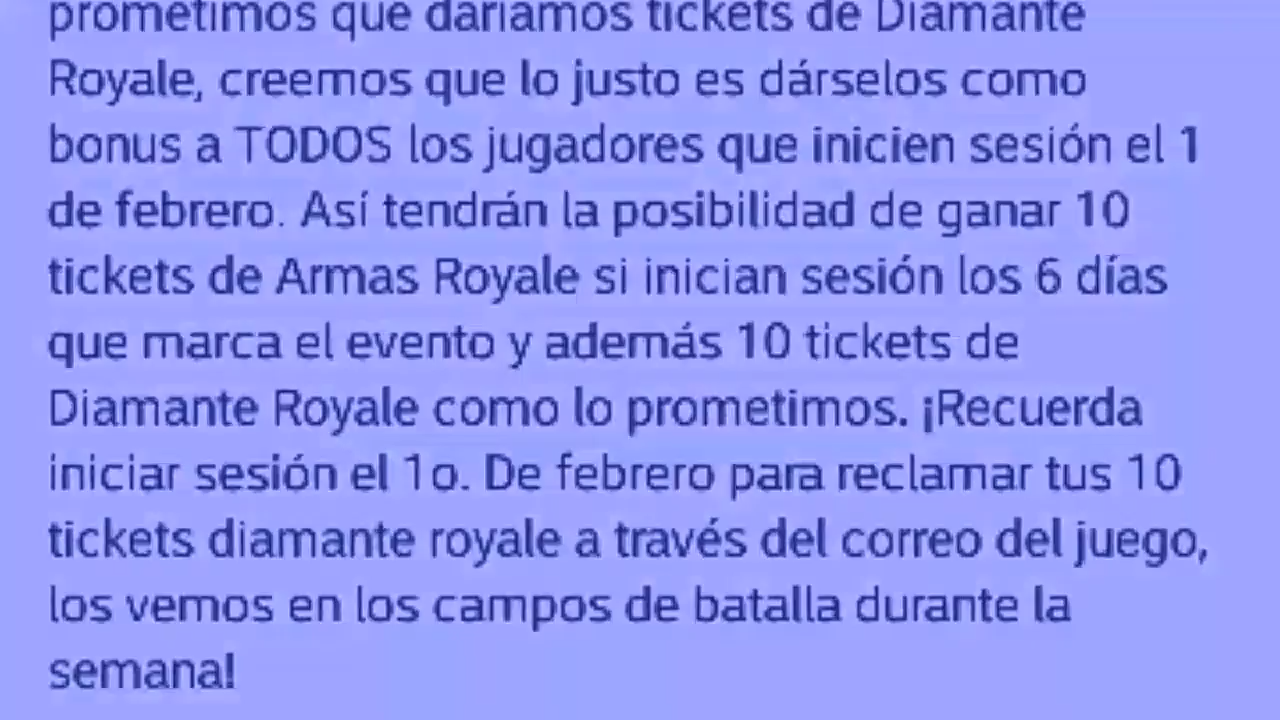 prometimos que daríamos tickets de Diamante
Royale, creemos que lo justo es dárselos como
bonus a TODOS los jugadores que inicien sesión el 1
de febrero. Así tendrán la posibilidad de ganar 10
tickets de Armas Royale si inician sesión los 6 días
que marca el evento y además 10 tickets de
Diamante Royale como lo prometimos. ¡Recuerda
iniciar sesión el 1o. De febrero para reclamar tus 10
tickets diamante royale a través del correo del juego,
los vemos en los campos de batalla durante la
semana!